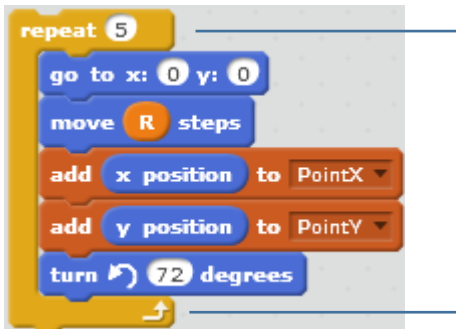 repeat 5
go to x: 0 y: 0
move R steps
add x position to PointX
add y position to PointY
turn 72 degrees